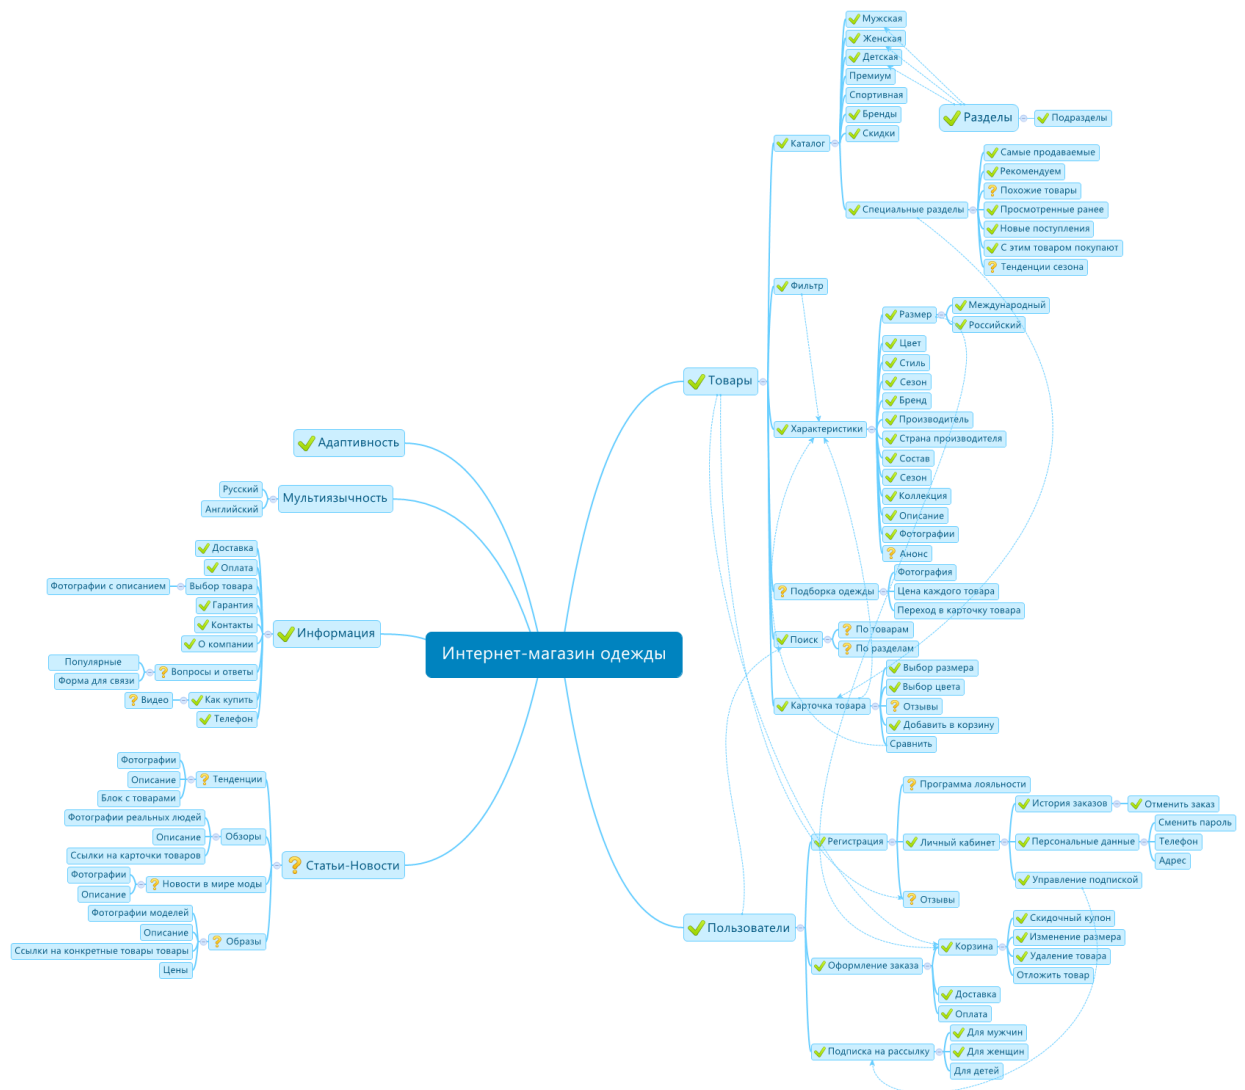 Интернет-магазин одежды
Товары
Каталог
Мужская
Женская
Детская
Премиум
Спортивная
Бренды
Скидки
Разделы
Подразделы
Специальные разделы
Самые продаваемые
Рекомендуем
Похожие товары
Просмотренные ранее
Новые поступления
С этим товаром покупают
Тенденции сезона
Фильтр
Характеристики
Размер
Международный
Российский
Цвет
Стиль
Сезон
Бренд
Производитель
Страна производителя
Состав
Сезон
Коллекция
Описание
Фотографии
Анонс
Подборка одежды
Фотография
Цена каждого товара
Переход в карточку товара
Поиск
По товарам
По разделам
Карточка товара
Выбор размера
Выбор цвета
Отзывы
Добавить в корзину
Сравнить
Пользователи
Регистрация
Программа лояльности
Личный кабинет
История заказов
Отменить заказ
Персональные данные
Сменить пароль
Телефон
Адрес
Управление подпиской
Отзывы
Оформление заказа
Корзина
Скидочный купон
Изменение размера
Удаление товара
Отложить товар
Доставка
Оплата
Подписка на рассылку
Для мужчин
Для женщин
Для детей
Адаптивность
Мультиязычность
Русский
Английский
Информация
Доставка
Оплата
Выбор товара
Фотографии с описанием
Гарантия
Контакты
О компании
Вопросы и ответы
Популярные
Форма для связи
Как купить
Видео
Телефон
Статьи-Новости
Тенденции
Фотографии
Описание
Блок с товарами
Обзоры
Фотографии реальных людей
Описание
Ссылки на карточки товаров
Новости в мире моды
Фотографии
Описание
Образы
Фотографии моделей
Описание
Ссылки на конкретные товары товары
Цены